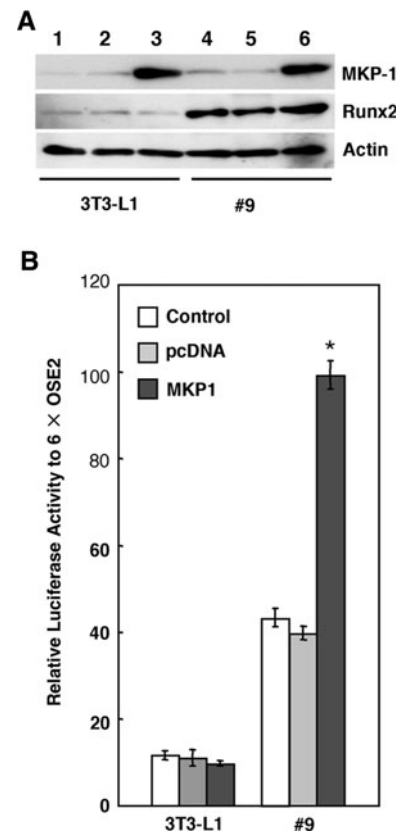 A
1 2 3 4 5 6
MKP-1
Runx2
Actin
3T3-L1 #9
B
Relative Luciferase Activity to 6 × OSE2
120
100
80
60
40
20
0
Control
pcDNA
MKP1
*
3T3-L1 #9